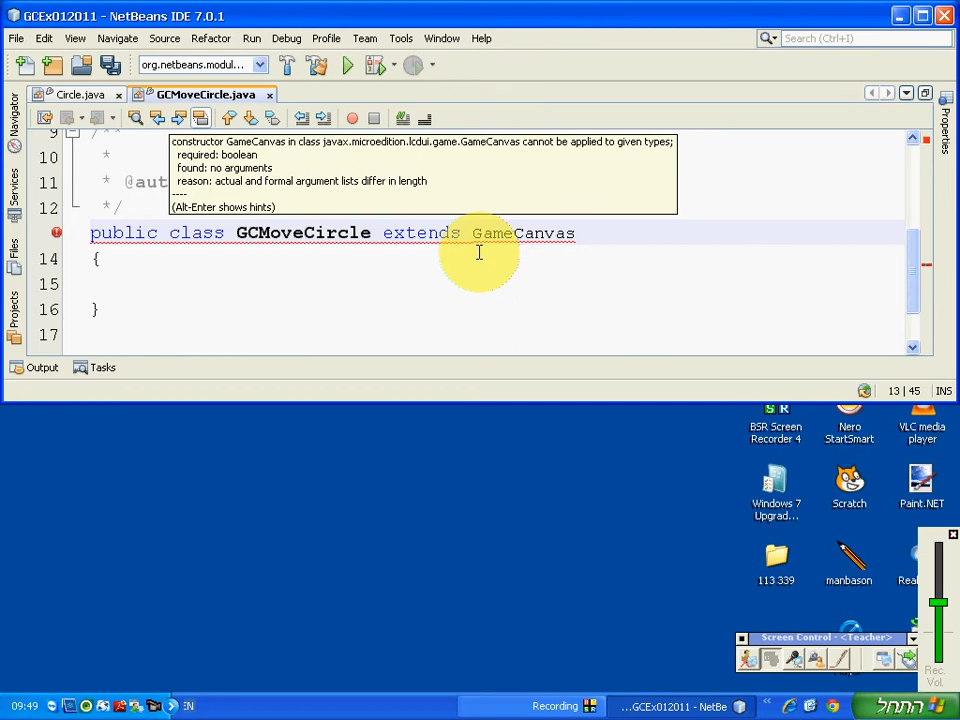 GCEx012011 - NetBeans IDE 7.0.1
File Edit View Navigate Source Refactor Run Debug Profile Team Tools Window Help
org.netbeans.modul...
Search (Ctrl+I)
Circle.java
GCMoveCircle.java
Navigator
Services
Files
Projects
Properties
9 /**
10 *
11 * @aut
12 */
constructor GameCanvas in class javax.microedition.lcdui.game.GameCanvas cannot be applied to given types;
required: boolean
found: no arguments
reason: actual and formal argument lists differ in length
----
(Alt-Enter shows hints)
public class GCMoveCircle extends GameCanvas
14 {
15
16 }
17
Output
Tasks
13 | 45 INS
BSR Screen
Recorder 4
Nero
StartSmart
VLC media
player
Windows 7
Upgrad...
Scratch
Paint.NET
113 339
manbason
Real
Screen Control - <Teacher>
Rec.
Vol.
09:49
EN
Recording
...GCEx012011 - NetBe
התחל